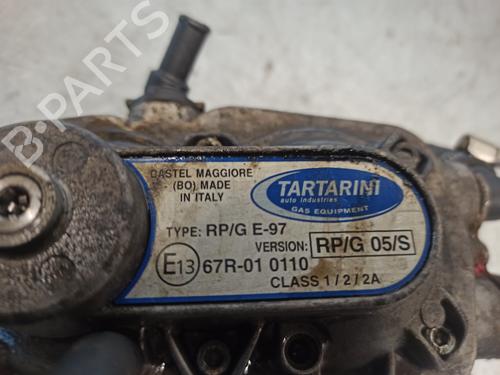 B-PARTS
CASTEL MAGGIORE
(BO) MADE
IN ITALY
TARTARINI
auto industries
GAS EQUIPMENT
TYPE: RP/G E-97
VERSION: RP/G 05/S
E13 67R-01 0110
CLASS 1/2/2A